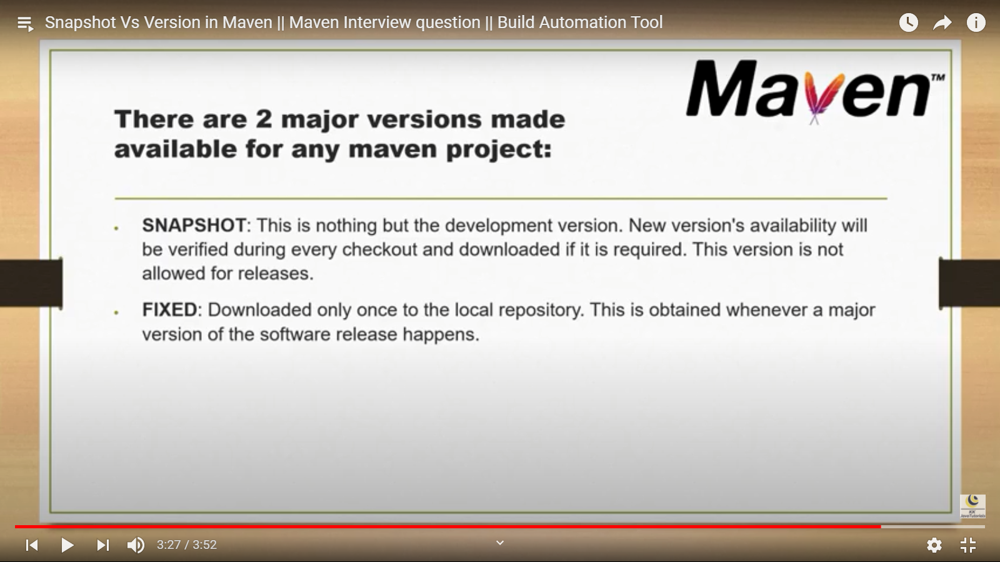 Snapshot Vs Version in Maven || Maven Interview question || Build Automation Tool
Maven™
There are 2 major versions made
available for any maven project:
• SNAPSHOT: This is nothing but the development version. New version's availability will
be verified during every checkout and downloaded if it is required. This version is not
allowed for releases.
• FIXED: Downloaded only once to the local repository. This is obtained whenever a major
version of the software release happens.
KK
JavaTutorials
3:27 / 3:52